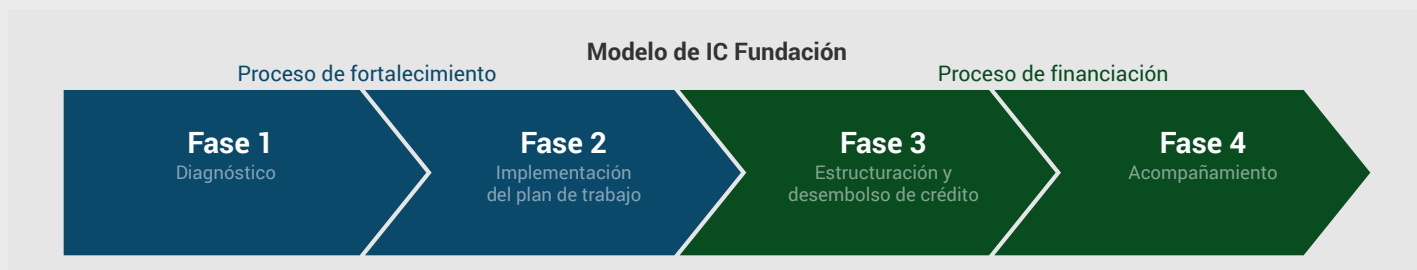 Modelo de IC Fundación
Proceso de fortalecimiento
Proceso de financiación
Fase 1
Diagnóstico
Fase 2
Implementación
del plan de trabajo
Fase 3
Estructuración y
desembolso de crédito
Fase 4
Acompañamiento